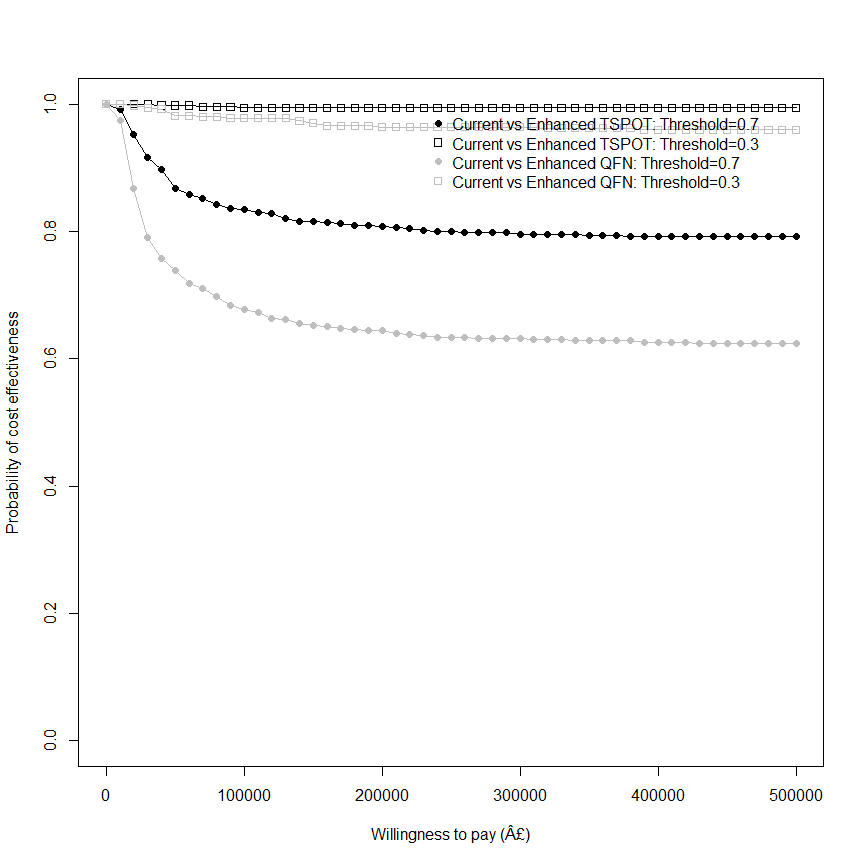 1.0
0.8
0.6
0.4
0.2
0.0
Probability of cost effectiveness
Current vs Enhanced TSPOT: Threshold=0.7
Current vs Enhanced TSPOT: Threshold=0.3
Current vs Enhanced QFN: Threshold=0.7
Current vs Enhanced QFN: Threshold=0.3
0 100000 200000 300000 400000 500000
Willingness to pay (Â£)